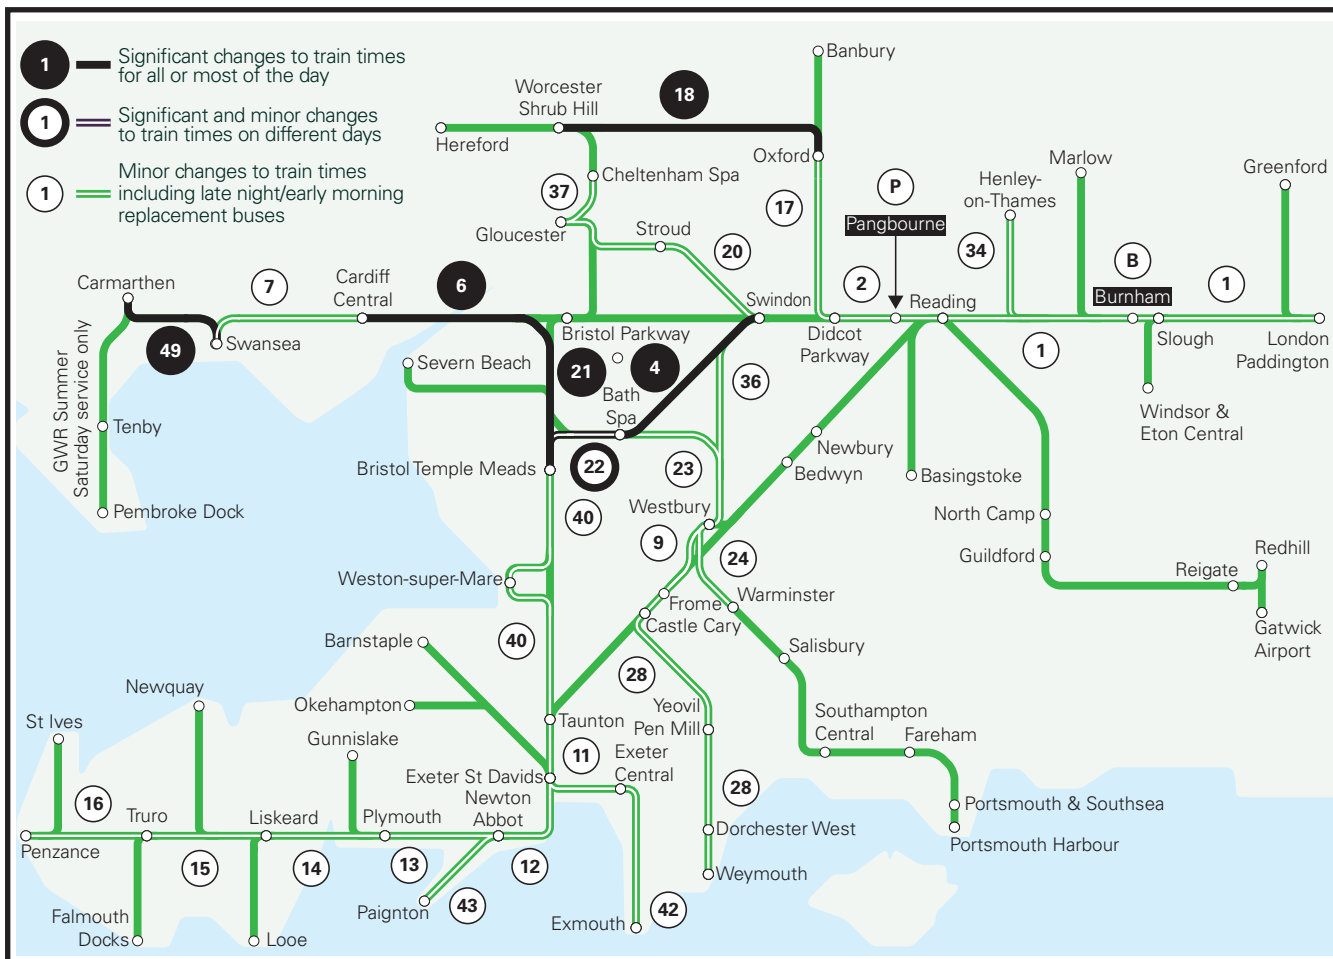 1
Significant changes to train times
for all or most of the day
1
Significant and minor changes
to train times on different days
1
Minor changes to train times
including late night/early morning
replacement buses
Banbury
Worcester
Shrub Hill
18
Hereford
Oxford
Marlow
Greenford
Cheltenham Spa
37
P
Henley-
on-Thames
17
Gloucester
Stroud
Pangbourne
20
34
B
Carmarthen
7
Cardiff
Central
6
2
Burnham
1
Swindon
Reading
Bristol Parkway
Didcot
Parkway
1
Slough
London
Paddington
49
Swansea
Severn Beach
21
4
36
Bath
Spa
GWR Summer
Saturday service only
Tenby
Windsor &
Eton Central
Newbury
Bristol Temple Meads
22
23
Bedwyn
Basingstoke
Pembroke Dock
40
Westbury
North Camp
9
24
Guildford
Redhill
Reigate
Weston-super-Mare
Frome
Warminster
Castle Cary
Gatwick
Airport
Barnstaple
40
Salisbury
28
Newquay
Okehampton
Yeovil
Pen Mill
St Ives
Taunton
Southampton
Central
Fareham
Gunnislake
11
Exeter
Central
Exeter St Davids
28
16
Newton
Abbot
Truro
Liskeard
Plymouth
Portsmouth & Southsea
Dorchester West
Penzance
Portsmouth Harbour
15
14
13
12
Weymouth
Paignton
43
42
Falmouth
Docks
Looe
Exmouth